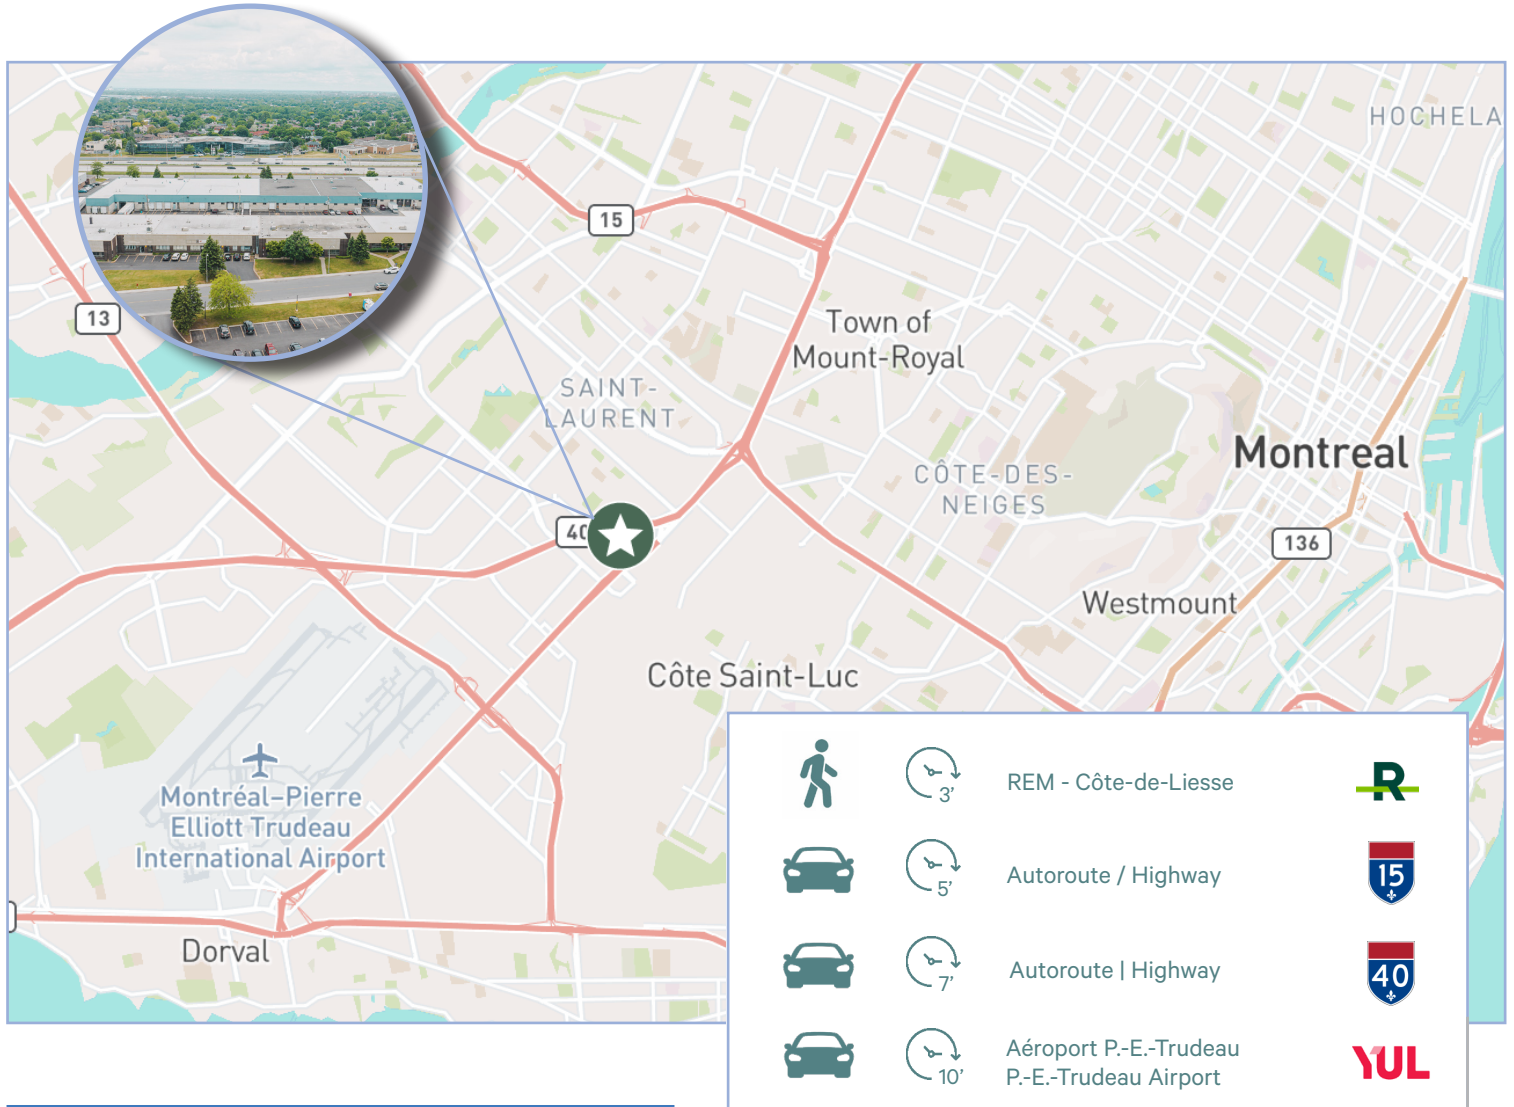 HOCHELA
15
13
Town of
Mount-Royal
SAINT-
LAURENT
Montreal
CÔTE-DES-
NEIGES
40
136
Westmount
Côte Saint-Luc
Montréal-Pierre
Elliott Trudeau
International Airport
Dorval
3'
REM - Côte-de-Liesse
R
5'
Autoroute / Highway
15
7'
Autoroute | Highway
40
10'
Aéroport P.-E.-Trudeau
P.-E.-Trudeau Airport
YUL